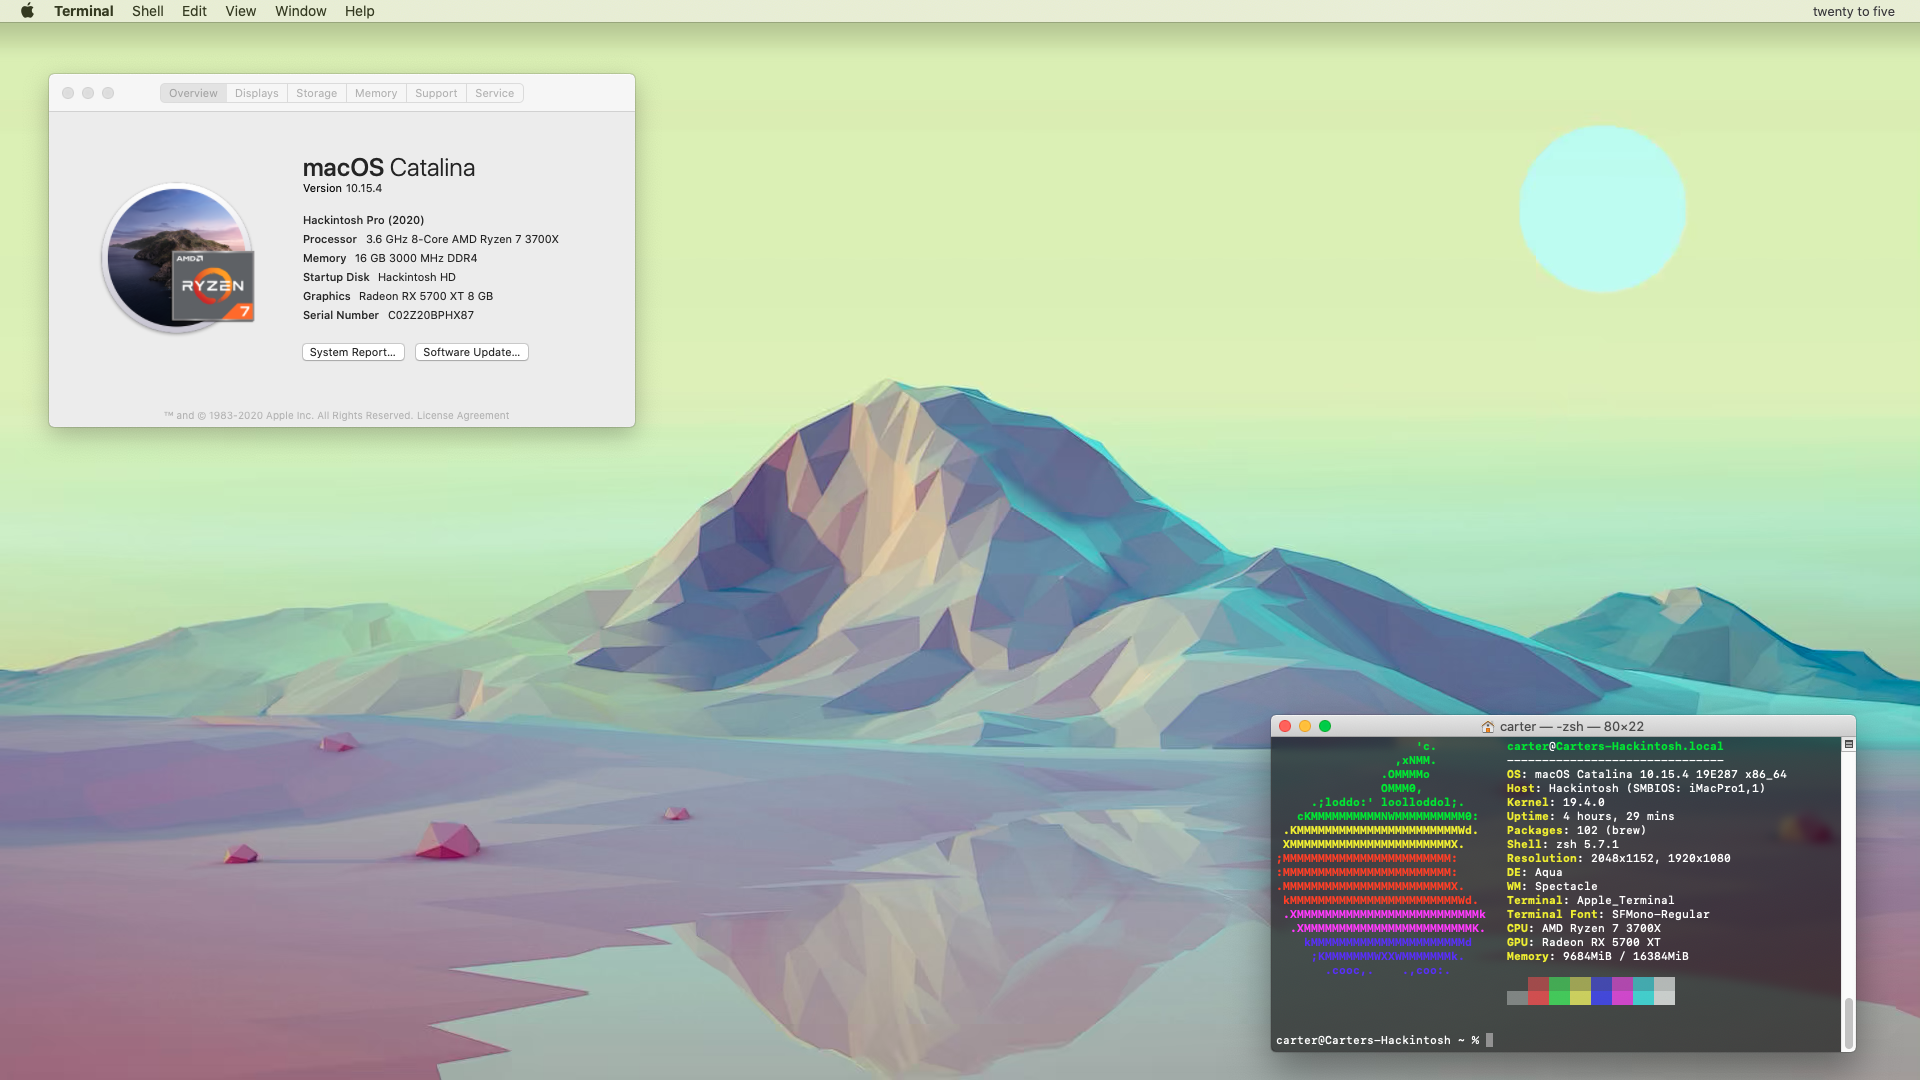 Terminal Shell Edit View Window Help
twenty to five
Overview Displays Storage Memory Support Service
macOS Catalina
Version 10.15.4
Hackintosh Pro (2020)
Processor 3.6 GHz 8-Core AMD Ryzen 7 3700X
Memory 16 GB 3000 MHz DDR4
Startup Disk Hackintosh HD
Graphics Radeon RX 5700 XT 8 GB
Serial Number C02Z20BPHX87
AMD
RYZEN
7
System Report... Software Update...
™ and © 1983-2020 Apple Inc. All Rights Reserved. License Agreement
carter — -zsh — 80×22
carter@Carters-Hackintosh.local
-------------------------------
OS: macOS Catalina 10.15.4 19E287 x86_64
Host: Hackintosh (SMBIOS: iMacPro1,1)
Kernel: 19.4.0
Uptime: 4 hours, 29 mins
Packages: 102 (brew)
Shell: zsh 5.7.1
Resolution: 2048x1152, 1920x1080
DE: Aqua
WM: Spectacle
Terminal: Apple_Terminal
Terminal Font: SFMono-Regular
CPU: AMD Ryzen 7 3700X
GPU: Radeon RX 5700 XT
Memory: 9684MiB / 16384MiB
carter@Carters-Hackintosh ~ %